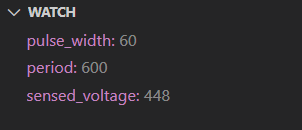 WATCH
pulse_width: 60
period: 600
sensed_voltage: 448